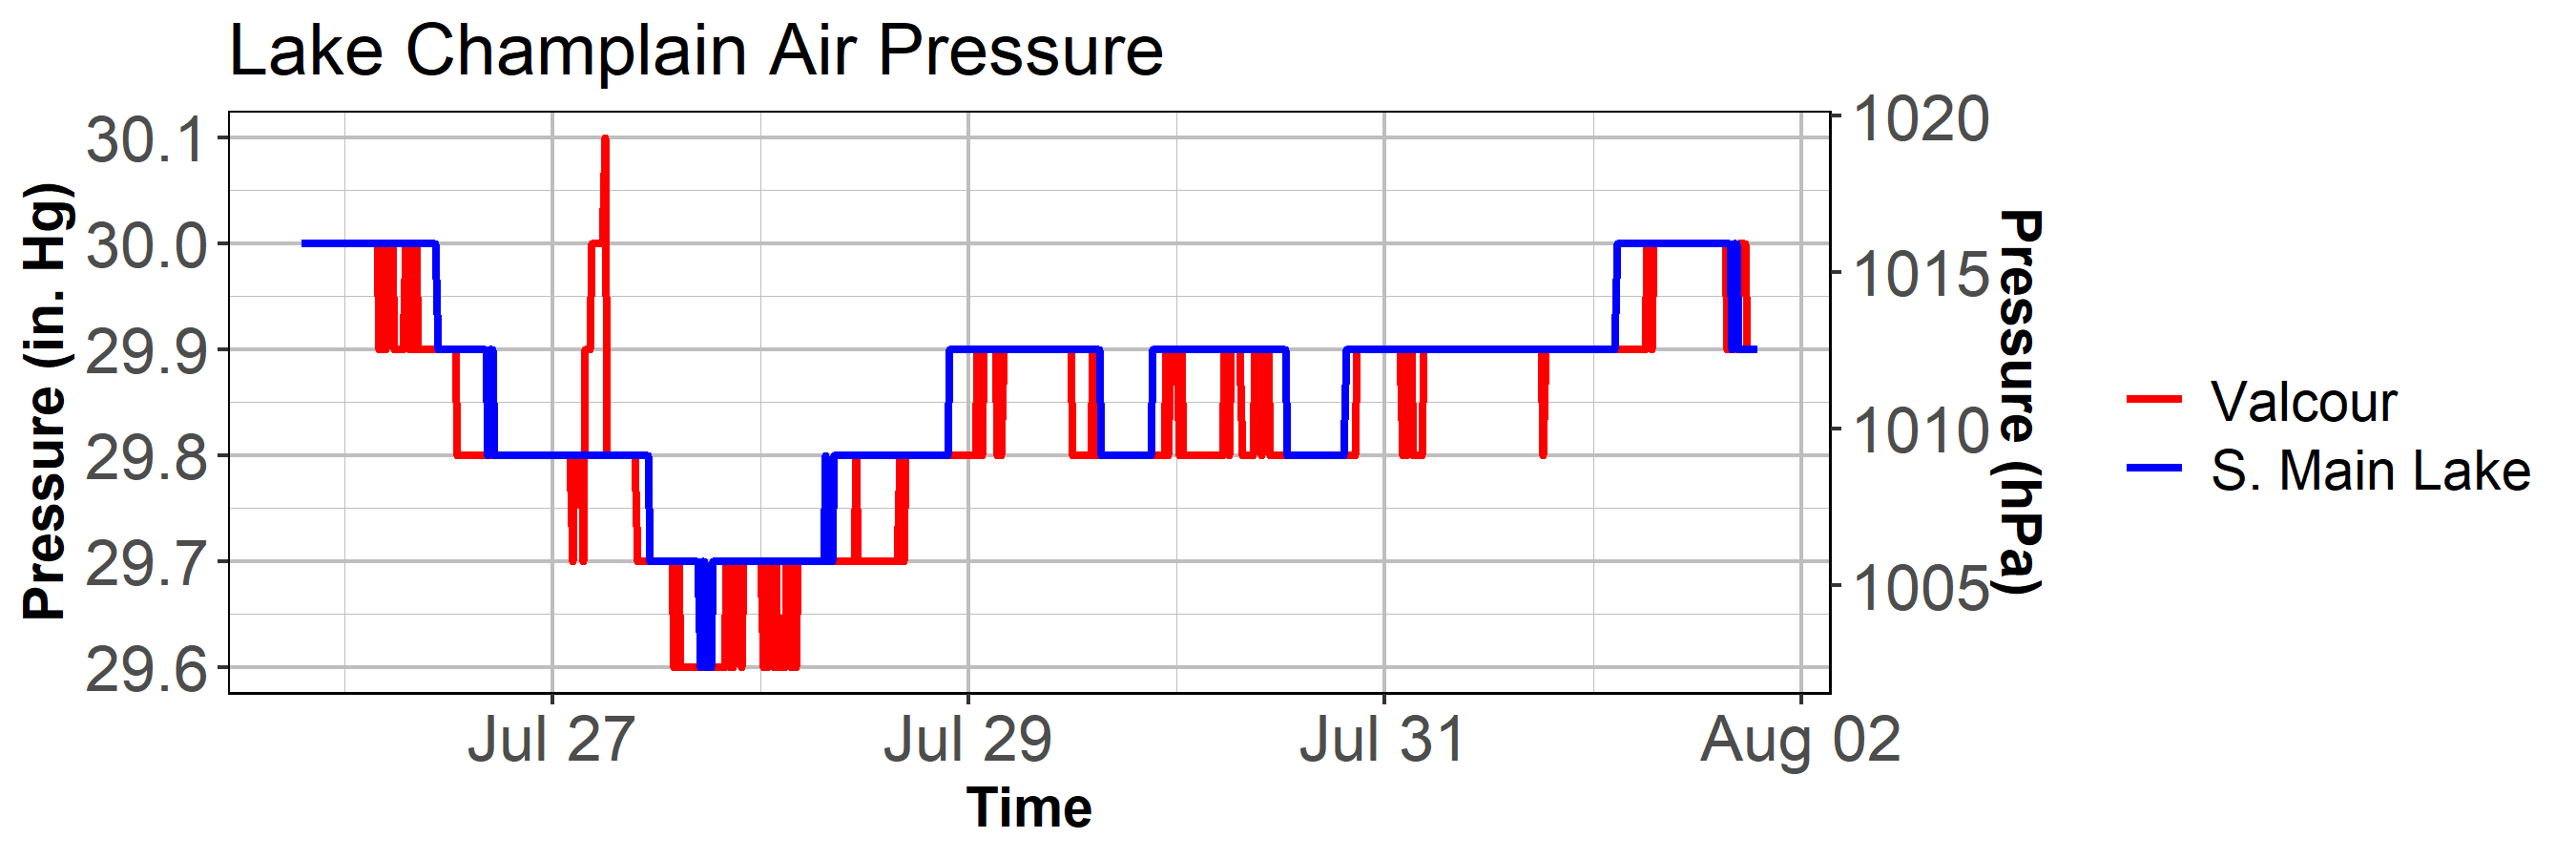 Lake Champlain Air Pressure
Pressure (in. Hg)
30.1
30.0
29.9
29.8
29.7
29.6
1020
1015
1010
1005
Pressure (hPa)
Jul 27
Jul 29
Jul 31
Aug 02
Time
Valcour
S. Main Lake